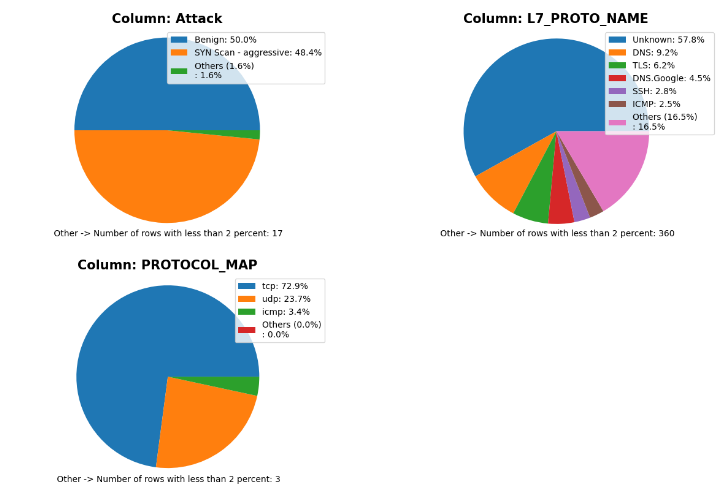 Column: Attack
Benign: 50.0%
SYN Scan - aggressive: 48.4%
Others (1.6%)
: 1.6%
Other -> Number of rows with less than 2 percent: 17
Column: L7_PROTO_NAME
Unknown: 57.8%
DNS: 9.2%
TLS: 6.2%
DNS.Google: 4.5%
SSH: 2.8%
ICMP: 2.5%
Others (16.5%)
: 16.5%
Other -> Number of rows with less than 2 percent: 360
Column: PROTOCOL_MAP
tcp: 72.9%
udp: 23.7%
icmp: 3.4%
Others (0.0%)
: 0.0%
Other -> Number of rows with less than 2 percent: 3